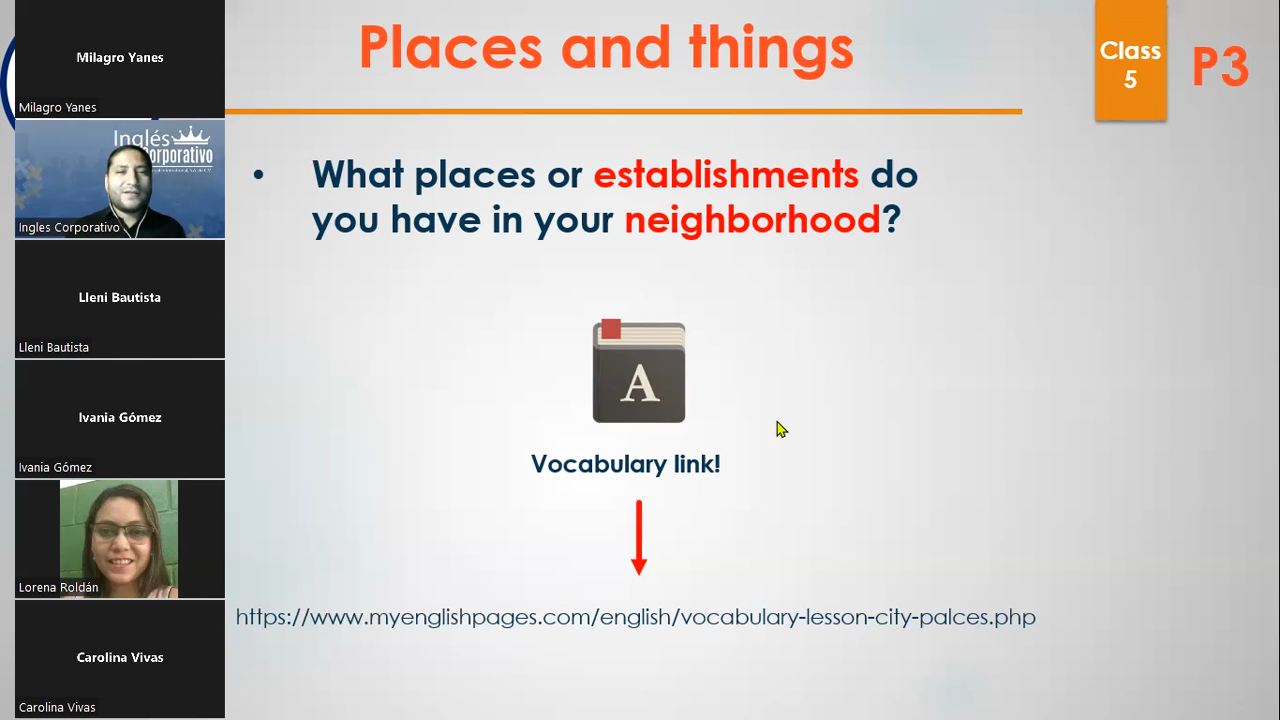 Places and things
Class
5
P3
• What places or establishments do
you have in your neighborhood?
A
Vocabulary link!
https://www.myenglishpages.com/english/vocabulary-lesson-city-palces.php
Milagro Yanes
Milagro Yanes
Inglés
Corporativo
Ingles Corporativo
Lleni Bautista
Lleni Bautista
Ivania Gómez
Ivania Gómez
Lorena Roldán
Carolina Vivas
Carolina Vivas